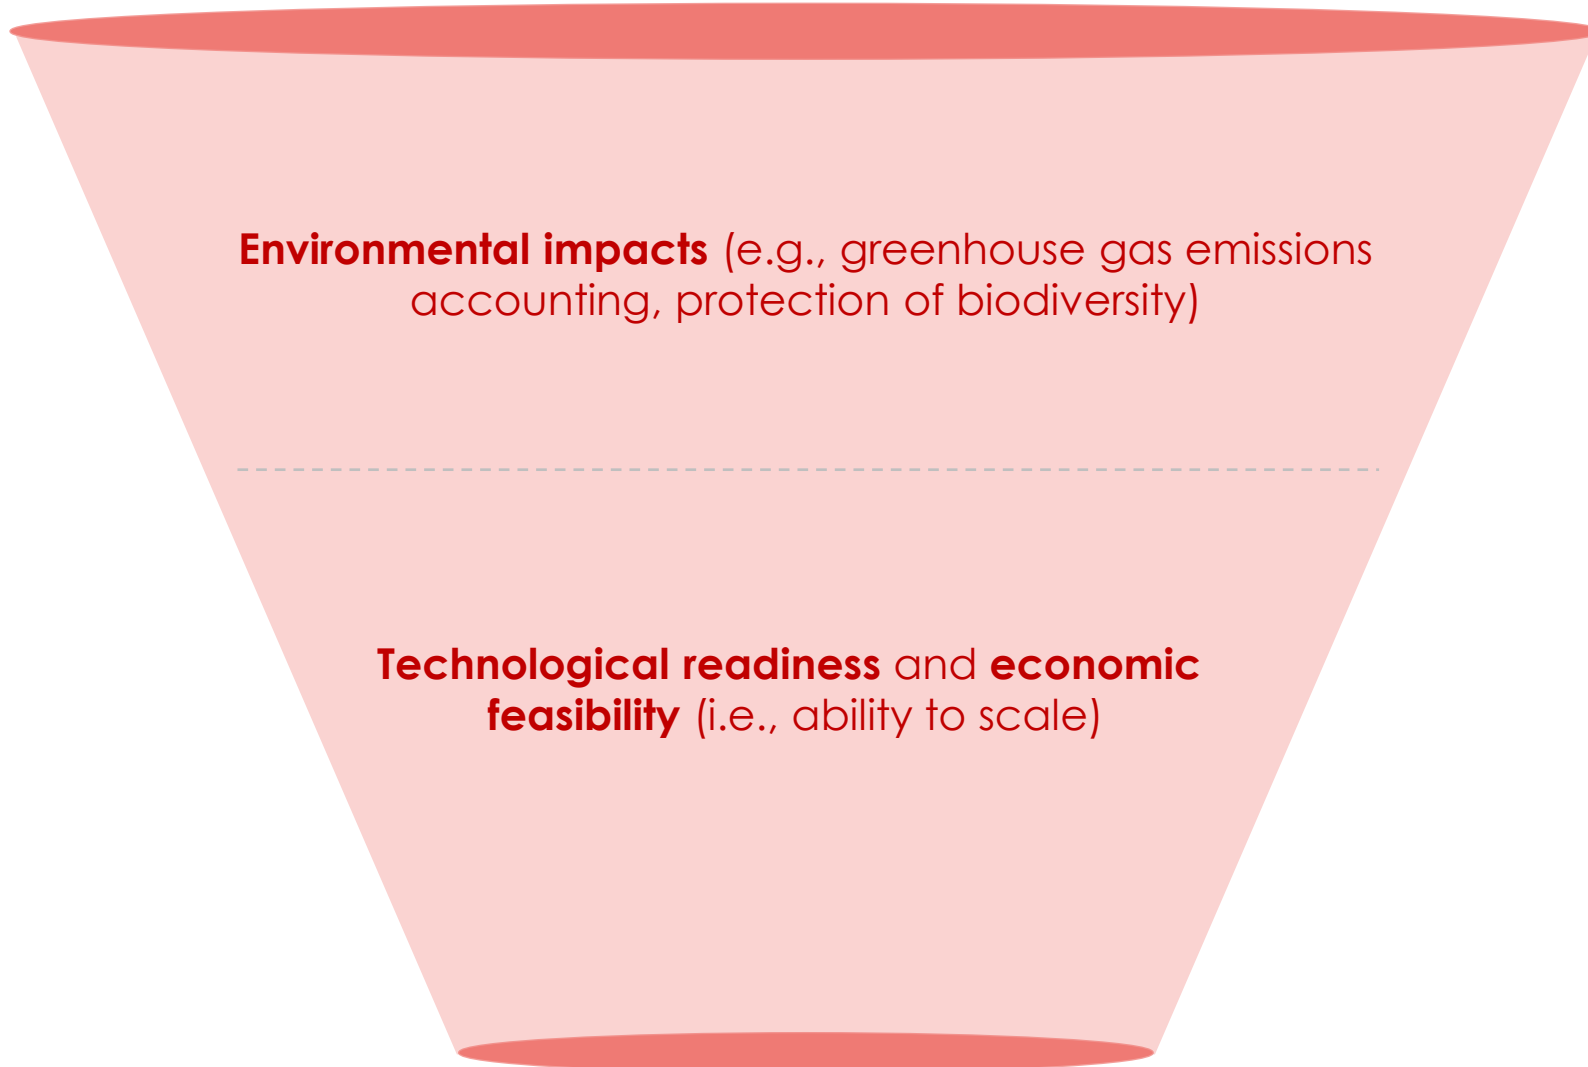 Environmental impacts (e.g., greenhouse gas emissions
accounting, protection of biodiversity)
Technological readiness and economic
feasibility (i.e., ability to scale)